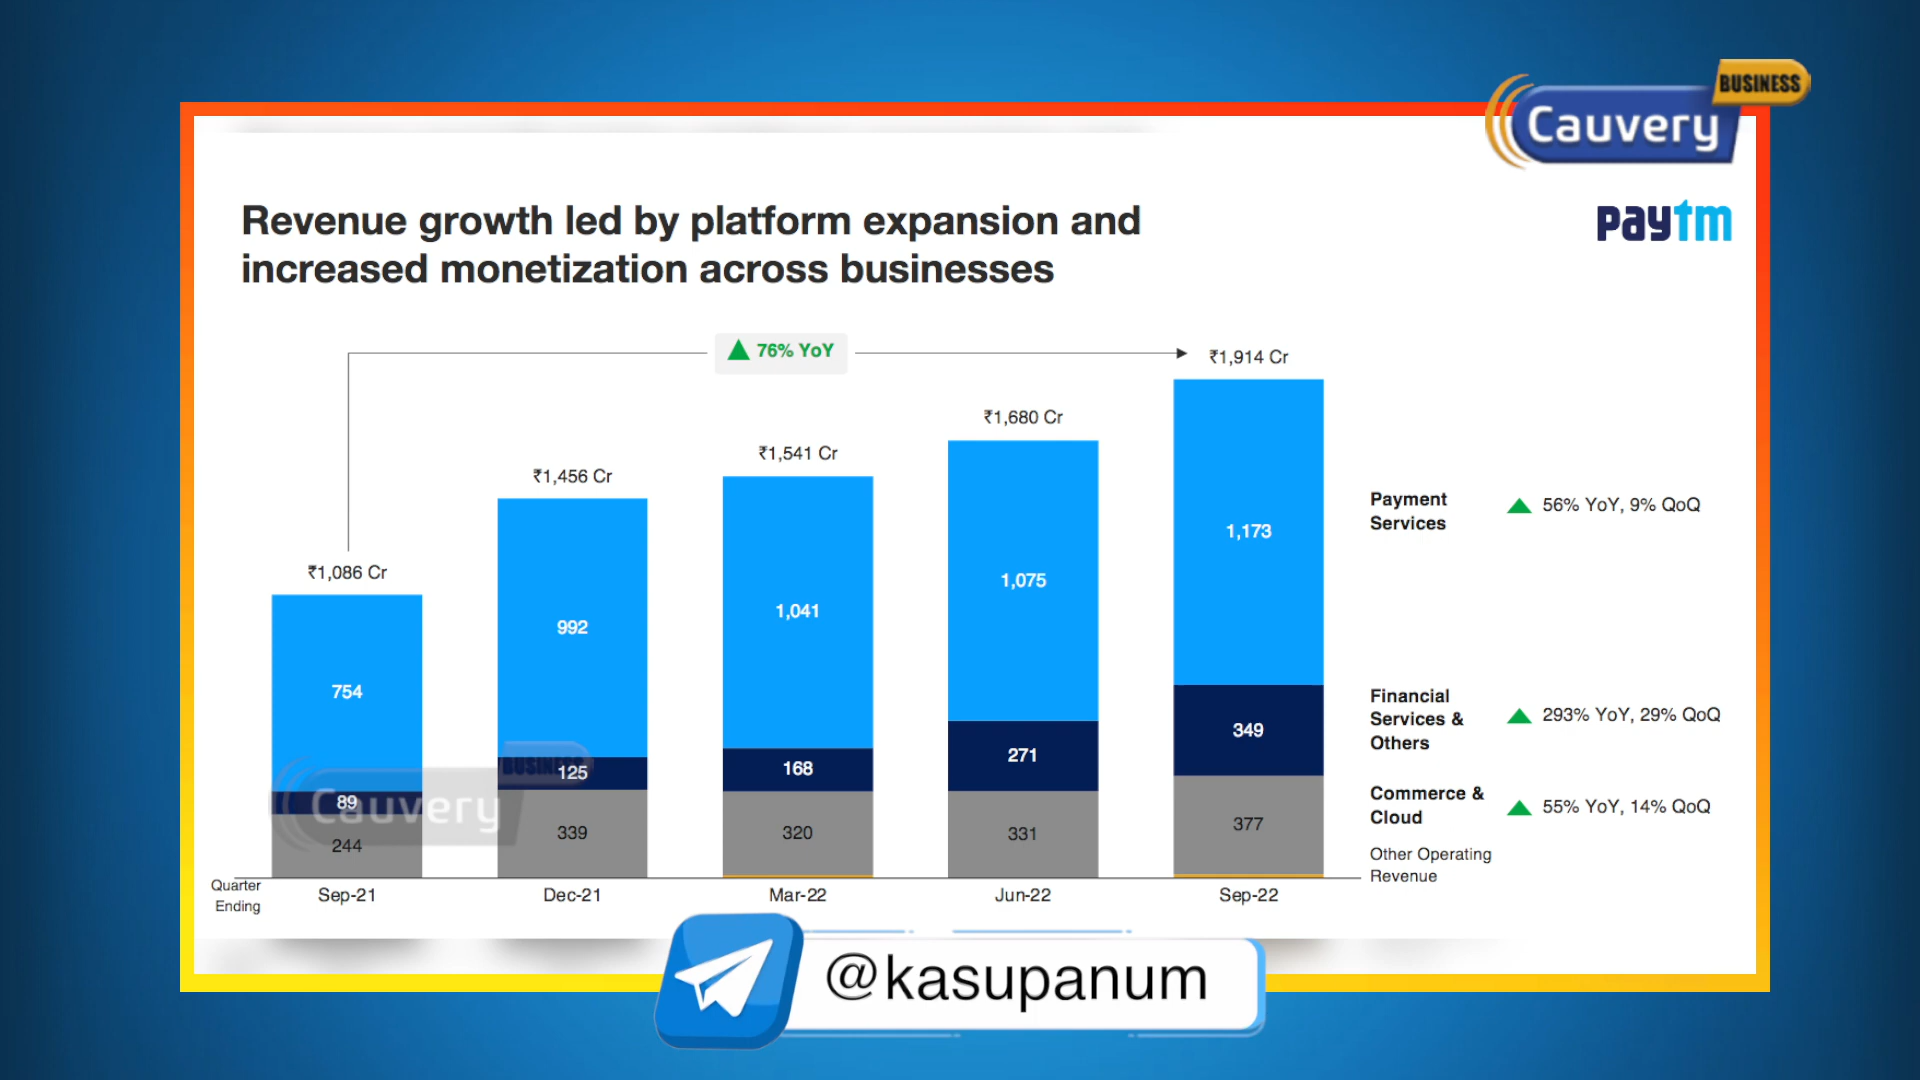 BUSINESS
Cauvery
paytm
Revenue growth led by platform expansion and
increased monetization across businesses
76% YoY
₹1,086 Cr
₹1,456 Cr
₹1,541 Cr
₹1,680 Cr
₹1,914 Cr
754
992
1,041
1,075
1,173
89
125
168
271
349
244
339
320
331
377
BUSINESS
Cauvery
Payment
Services
56% YoY, 9% QoQ
Financial
Services &
Others
293% YoY, 29% QoQ
Commerce &
Cloud
55% YoY, 14% QoQ
Other Operating
Revenue
Quarter
Ending
Sep-21
Dec-21
Mar-22
Jun-22
Sep-22
@kasupanum